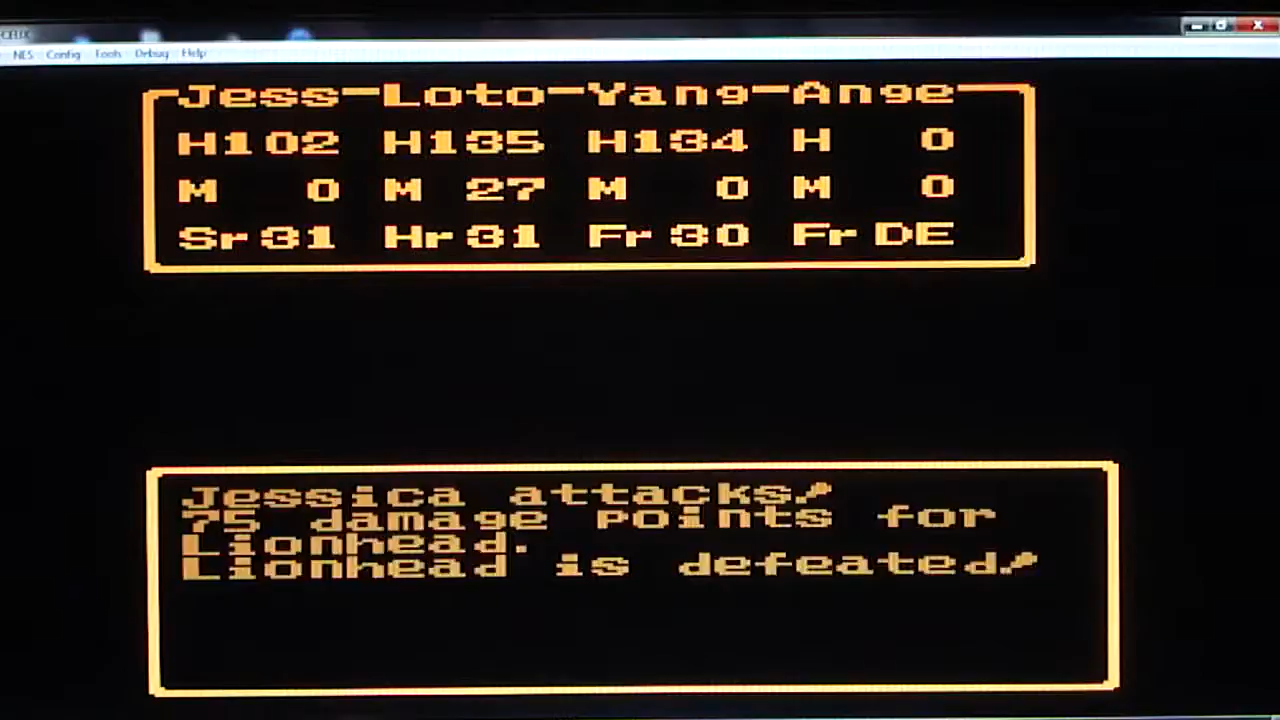 NES Config Tools Debug Help
Jess Loto Yang Ange
H102 H135 H134 H 0
M 0 M 27 M 0 M 0
Sr31 Hr31 Fr30 FrDE
Jessica attacks!
75 damage points for
Lionhead.
Lionhead is defeated!